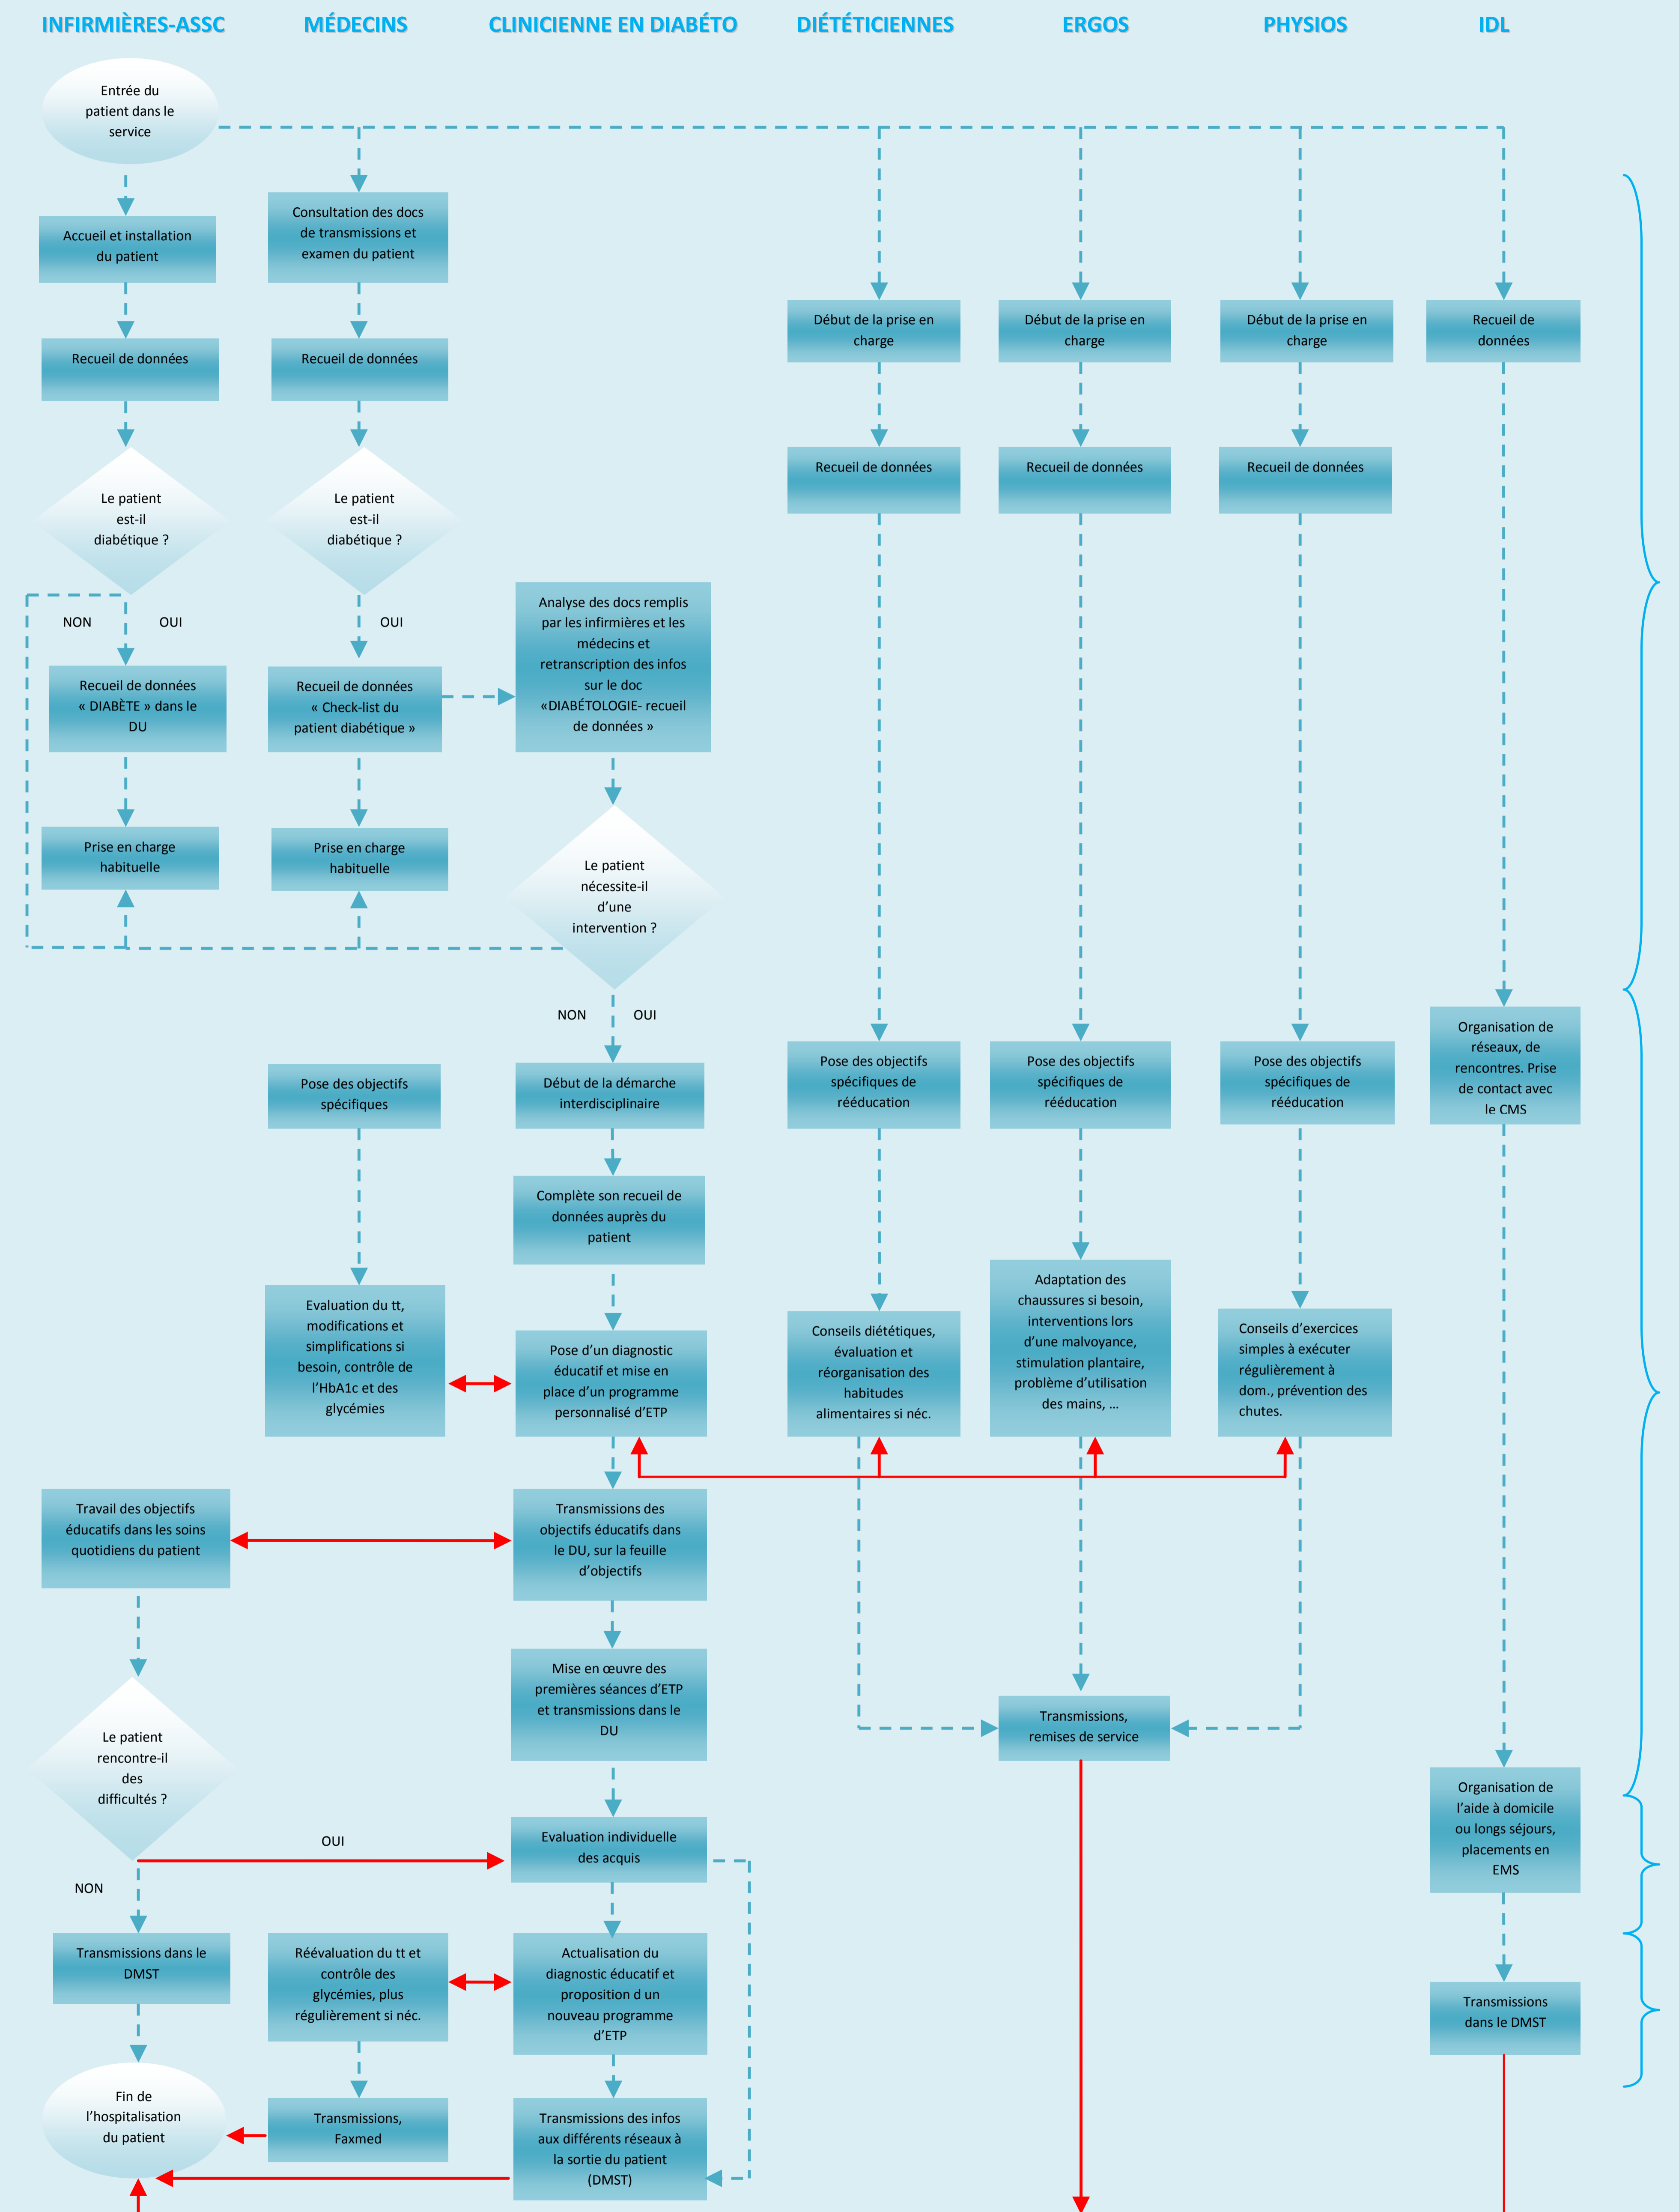 INFIRMIÈRES-ASSC
MÉDECINS
CLINICIENNE EN DIABÉTO
DIÉTÉTICIENNES
ERGOS
PHYSIOS
IDL
Entrée du
patient dans le
service
Accueil et installation
du patient
Consultation des docs
de transmissions et
examen du patient
Début de la prise en
charge
Début de la prise en
charge
Début de la prise en
charge
Recueil de
données
Recueil de données
Recueil de données
Recueil de données
Recueil de données
Recueil de données
Le patient
est-il
diabétique ?
Le patient
est-il
diabétique ?
NON
OUI
OUI
Analyse des docs remplis
par les infirmières et les
médecins et
retranscription des infos
sur le doc
«DIABÉTOLOGIE- recueil
de données »
Recueil de données
« DIABÈTE » dans le
DU
Recueil de données
« Check-list du
patient diabétique »
Prise en charge
habituelle
Prise en charge
habituelle
Le patient
nécessite-il
d’une
intervention ?
NON
OUI
Pose des objectifs
spécifiques
Début de la démarche
interdisciplinaire
Pose des objectifs
spécifiques de
rééducation
Pose des objectifs
spécifiques de
rééducation
Pose des objectifs
spécifiques de
rééducation
Organisation de
réseaux, de
rencontres. Prise
de contact avec
le CMS
Complète son recueil de
données auprès du
patient
Evaluation du tt,
modifications et
simplifications si
besoin, contrôle de
l’HbA1c et des
glycémies
Pose d’un diagnostic
éducatif et mise en
place d’un programme
personnalisé d’ETP
Conseils diététiques,
évaluation et
réorganisation des
habitudes
alimentaires si néc.
Adaptation des
chaussures si besoin,
interventions lors
d’une malvoyance,
stimulation plantaire,
problème d’utilisation
des mains, …
Conseils d’exercices
simples à exécuter
régulièrement à
dom., prévention des
chutes.
Travail des objectifs
éducatifs dans les soins
quotidiens du patient
Transmissions des
objectifs éducatifs dans
le DU, sur la feuille
d’objectifs
Mise en œuvre des
premières séances d’ETP
et transmissions dans le
DU
Transmissions,
remises de service
Le patient
rencontre-il
des
difficultés ?
Organisation de
l’aide à domicile
ou longs séjours,
placements en
EMS
OUI
Evaluation individuelle
des acquis
NON
Transmissions dans le
DMST
Réévaluation du tt et
contrôle des
glycémies, plus
régulièrement si néc.
Actualisation du
diagnostic éducatif et
proposition d un
nouveau programme
d’ETP
Transmissions
dans le DMST
Fin de
l’hospitalisation
du patient
Transmissions,
Faxmed
Transmissions des infos
aux différents réseaux à
la sortie du patient
(DMST)